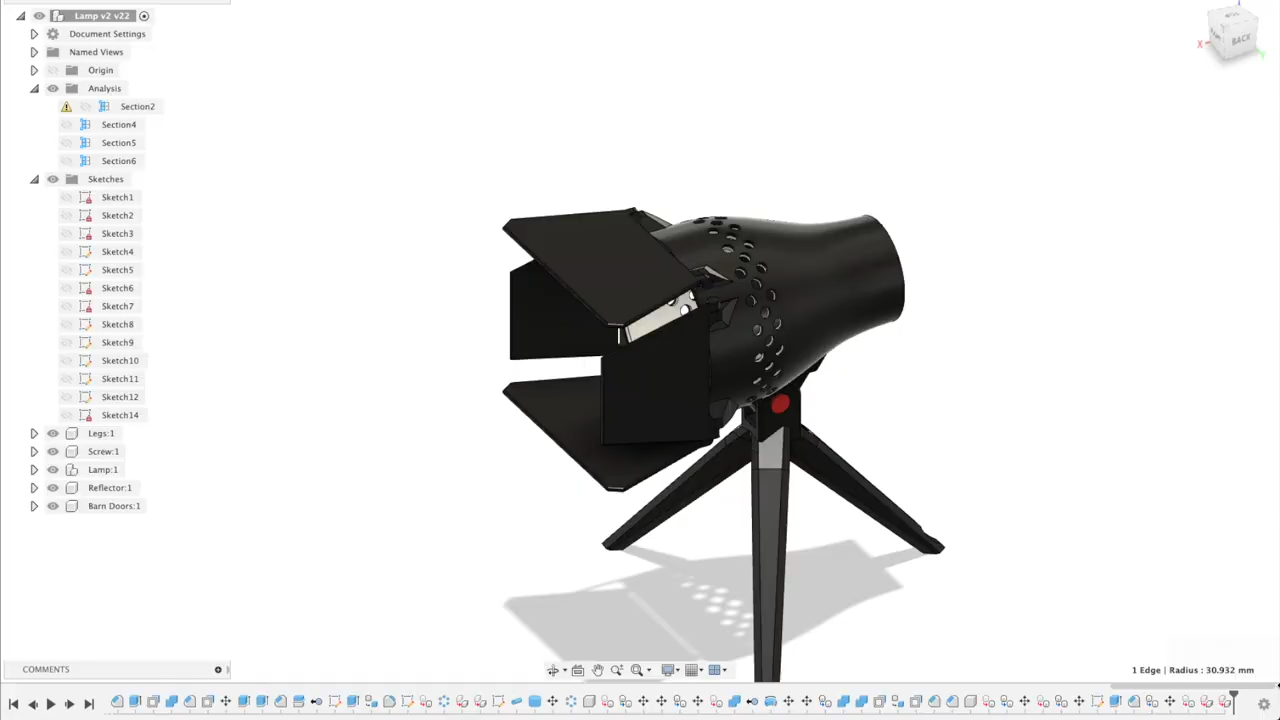 Lamp v2 v22
Document Settings
Named Views
Origin
Analysis
Section2
Section4
Section5
Section6
Sketches
Sketch1
Sketch2
Sketch3
Sketch4
Sketch5
Sketch6
Sketch7
Sketch8
Sketch9
Sketch10
Sketch11
Sketch12
Sketch14
Legs:1
Screw:1
Lamp:1
Reflector:1
Barn Doors:1
COMMENTS
X
BACK
Y
1 Edge | Radius : 30.932 mm